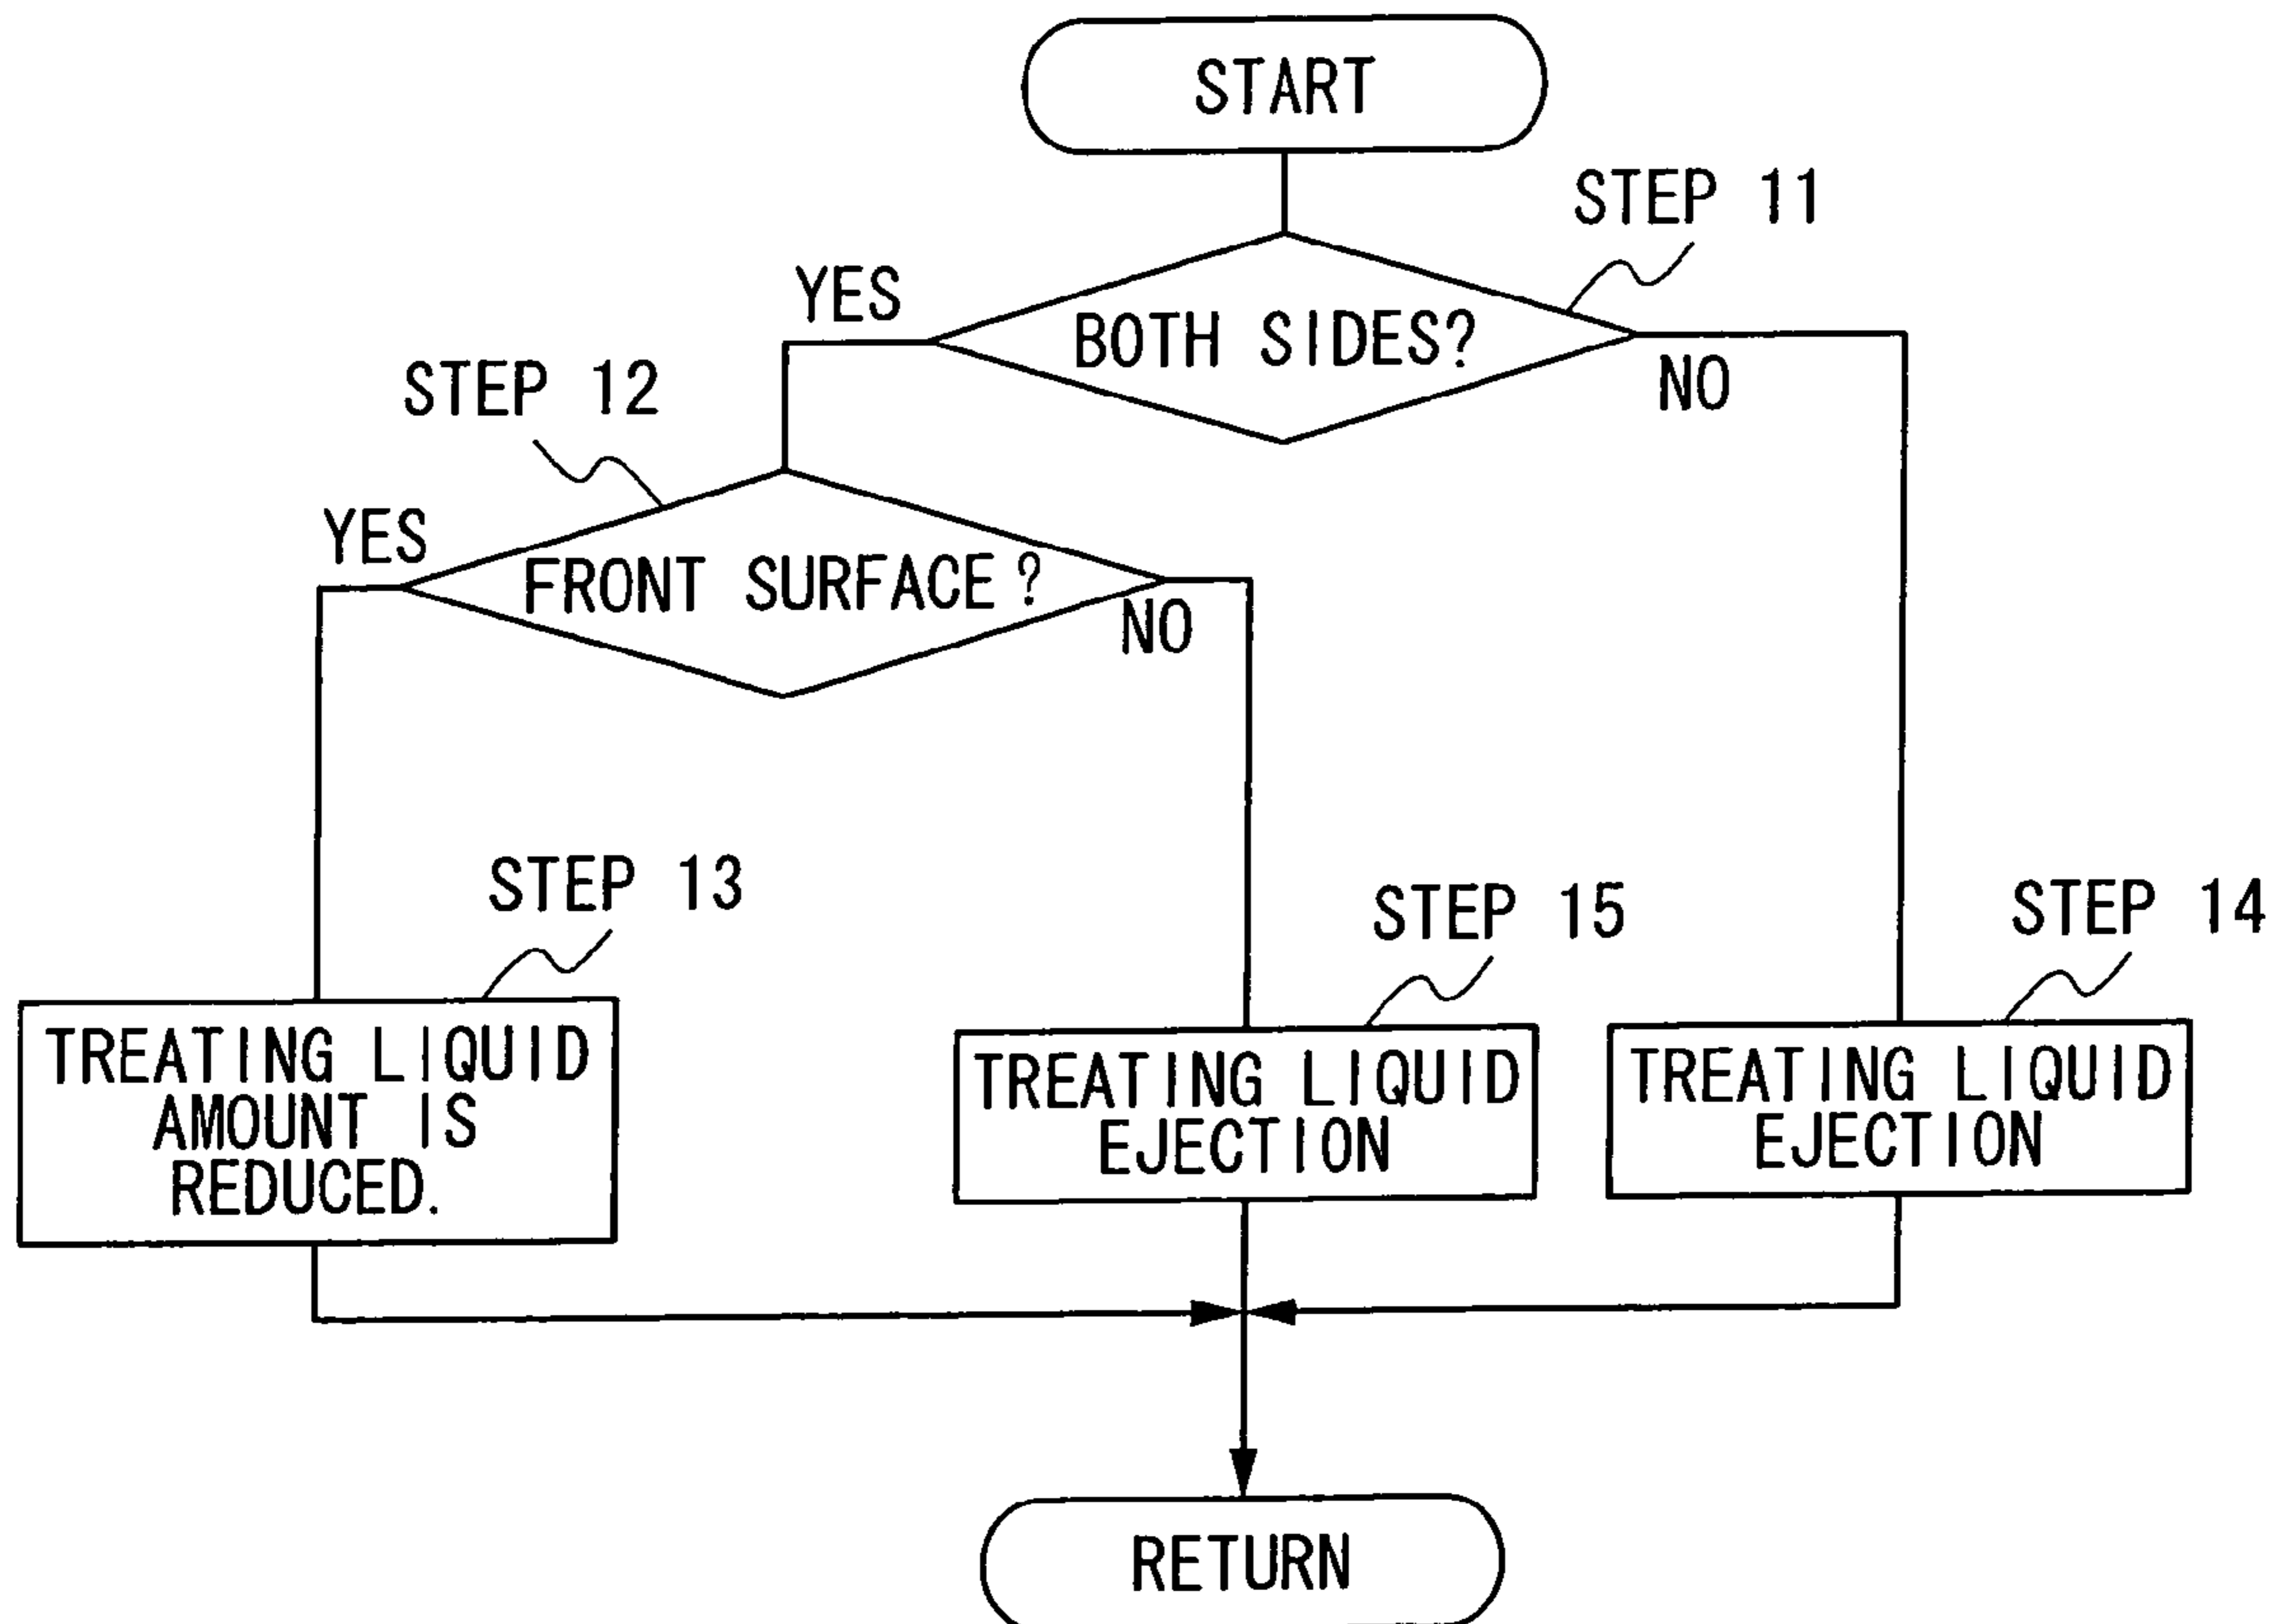 START
STEP 11
YES
BOTH SIDES?
NO
STEP 12
YES
FRONT SURFACE?
NO
STEP 13
STEP 15
STEP 14
TREATING LIQUID
AMOUNT IS
REDUCED.
TREATING LIQUID
EJECTION
TREATING LIQUID
EJECTION
RETURN